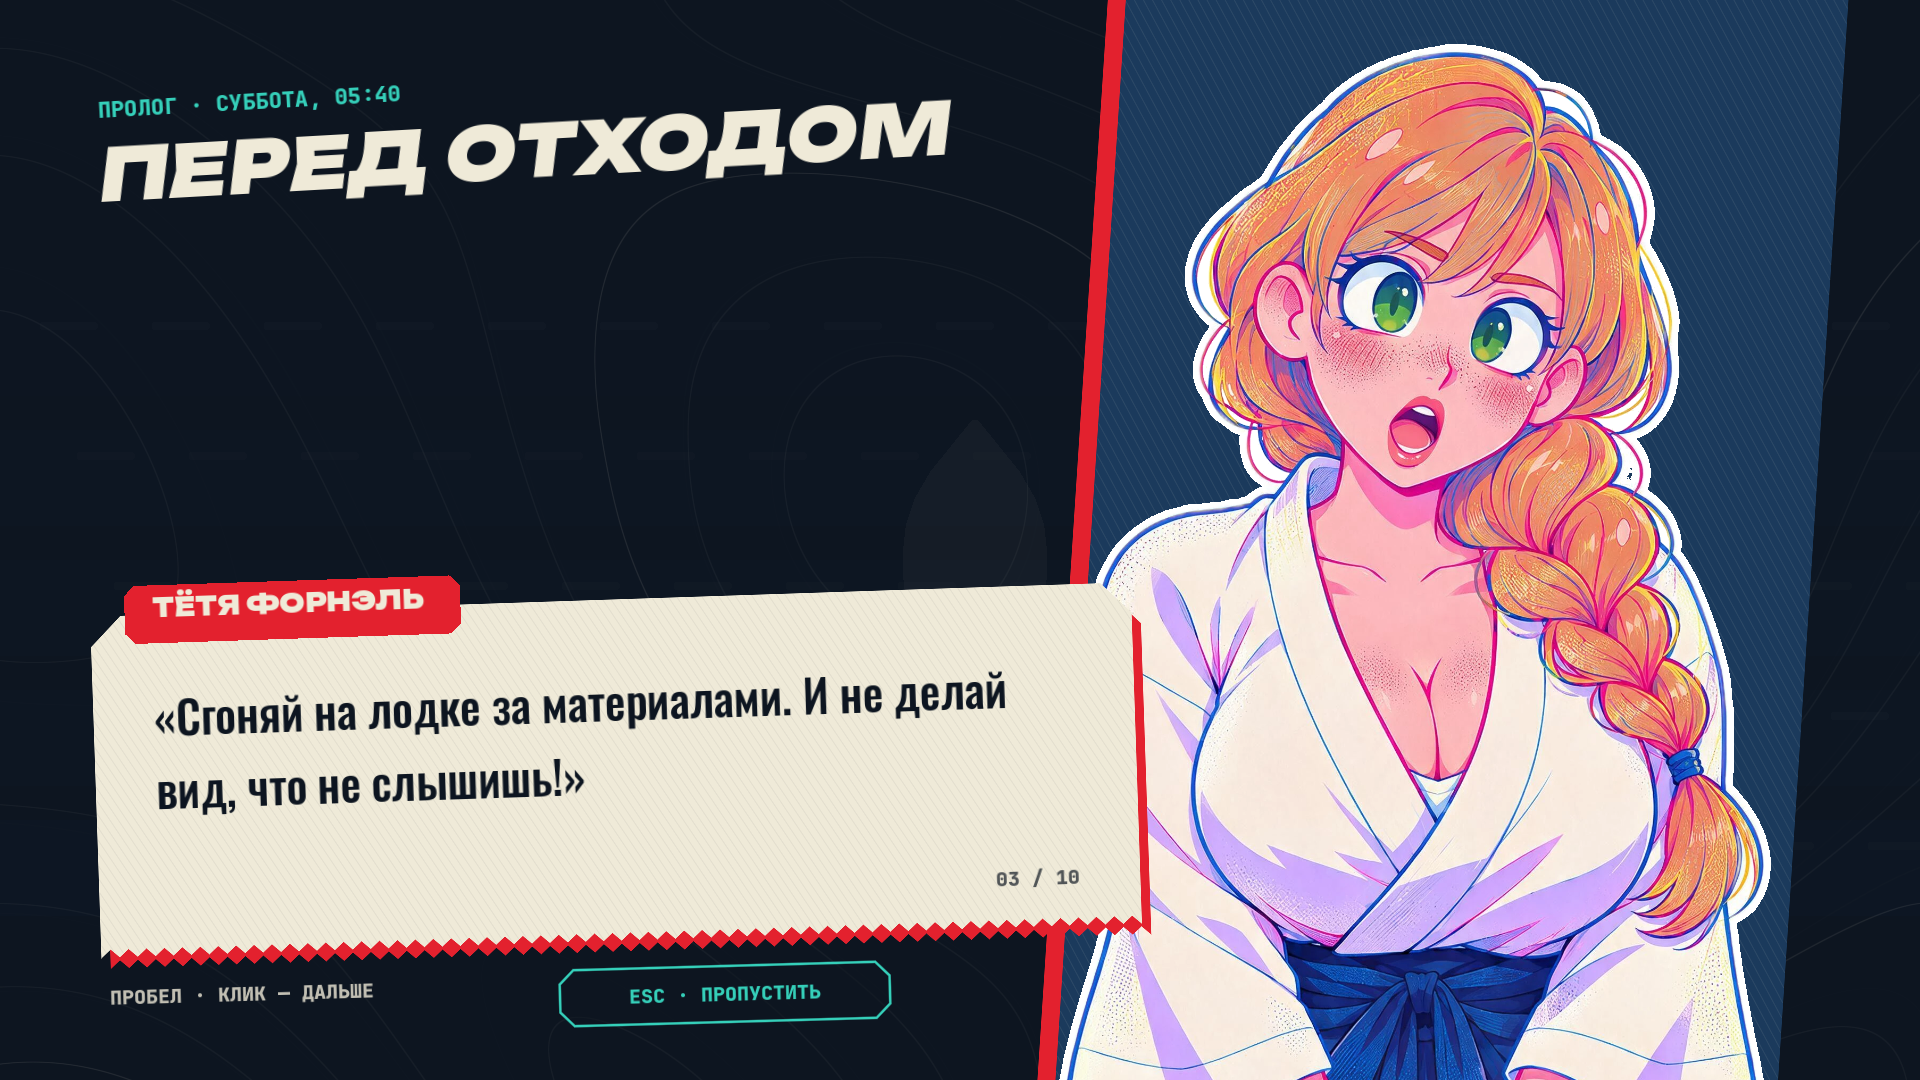 ПРОЛОГ · СУББОТА, 05:40
ПЕРЕД ОТХОДОМ
ТЁТЯ ФОРНЭЛЬ
«Сгоняй на лодке за материалами. И не делай
вид, что не слышишь!»
03 / 10
ПРОБЕЛ · КЛИК — ДАЛЬШЕ
ESC · ПРОПУСТИТЬ